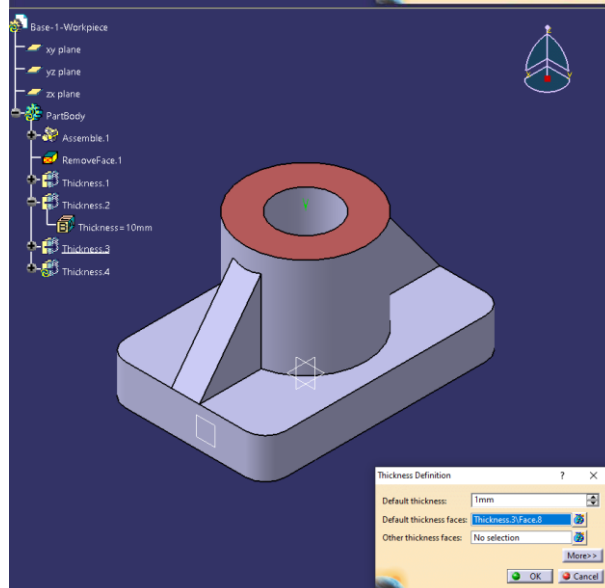 Base-1-Workpiece
xy plane
yz plane
zx plane
PartBody
Assemble.1
RemoveFace.1
Thickness.1
Thickness.2
Thickness=10mm
Thickness.3
Thickness.4
Thickness Definition ? ×
Default thickness: 1mm
Default thickness faces: Thickness.3\Face.8
Other thickness faces: No selection
More>>
OK Cancel